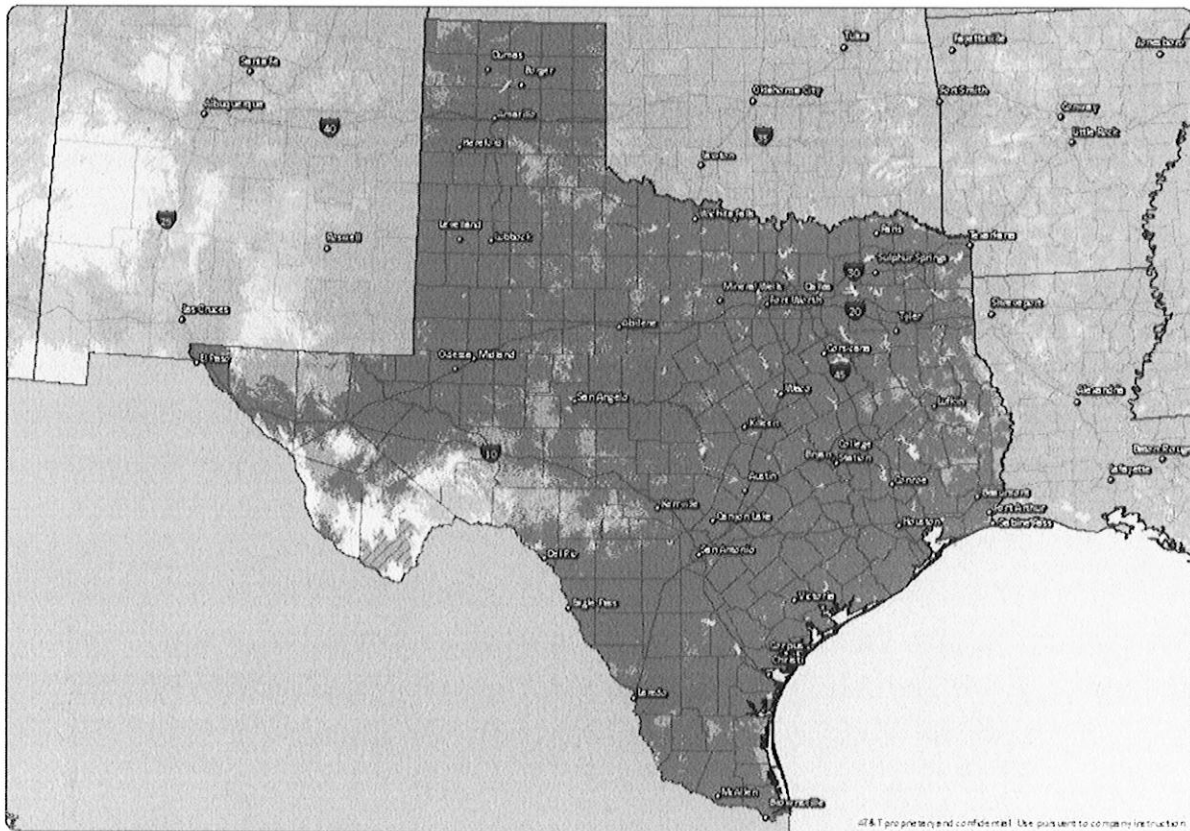 Tulsa
Fayetteville
Jonesboro
Santa Fe
Dumas
Borger
Albuquerque
Oklahoma City
Fort Smith
Conway
Amarillo
40
35
Little Rock
Hereford
Lawton
25
Wichita Falls
Roswell
Levelland
Lubbock
Paris
Texarkana
Sulphur Springs
30
Mineral Wells
Dallas
Fort Worth
Shreveport
20
Las Cruces
Abilene
Tyler
El Paso
Odessa
Midland
Corsicana
45
San Angelo
Waco
Lufkin
Alexandria
Killeen
10
College
Bryan
Station
Baton Rouge
Lafayette
Austin
Conroe
Beaumont
Kerrville
Port Arthur
Canyon Lake
Houston
Sabine Pass
Del Rio
San Antonio
Eagle Pass
Victoria
Corpus
Christi
Laredo
McAllen
Brownsville
AT&T proprietary and confidential. Use pursuant to company instruction.